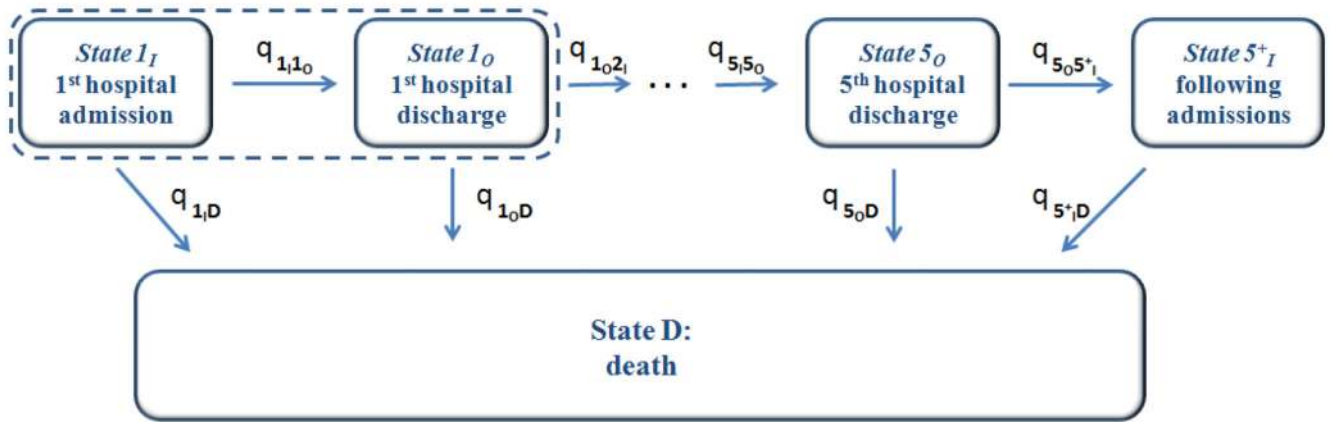 State 1I
1st hospital
admission
q1I1O
State 1O
1st hospital
discharge
q1O2I
...
q5I5O
State 5O
5th hospital
discharge
q5O5+I
State 5+I
following
admissions
q1ID
q1OD
q5OD
q5+ID
State D:
death